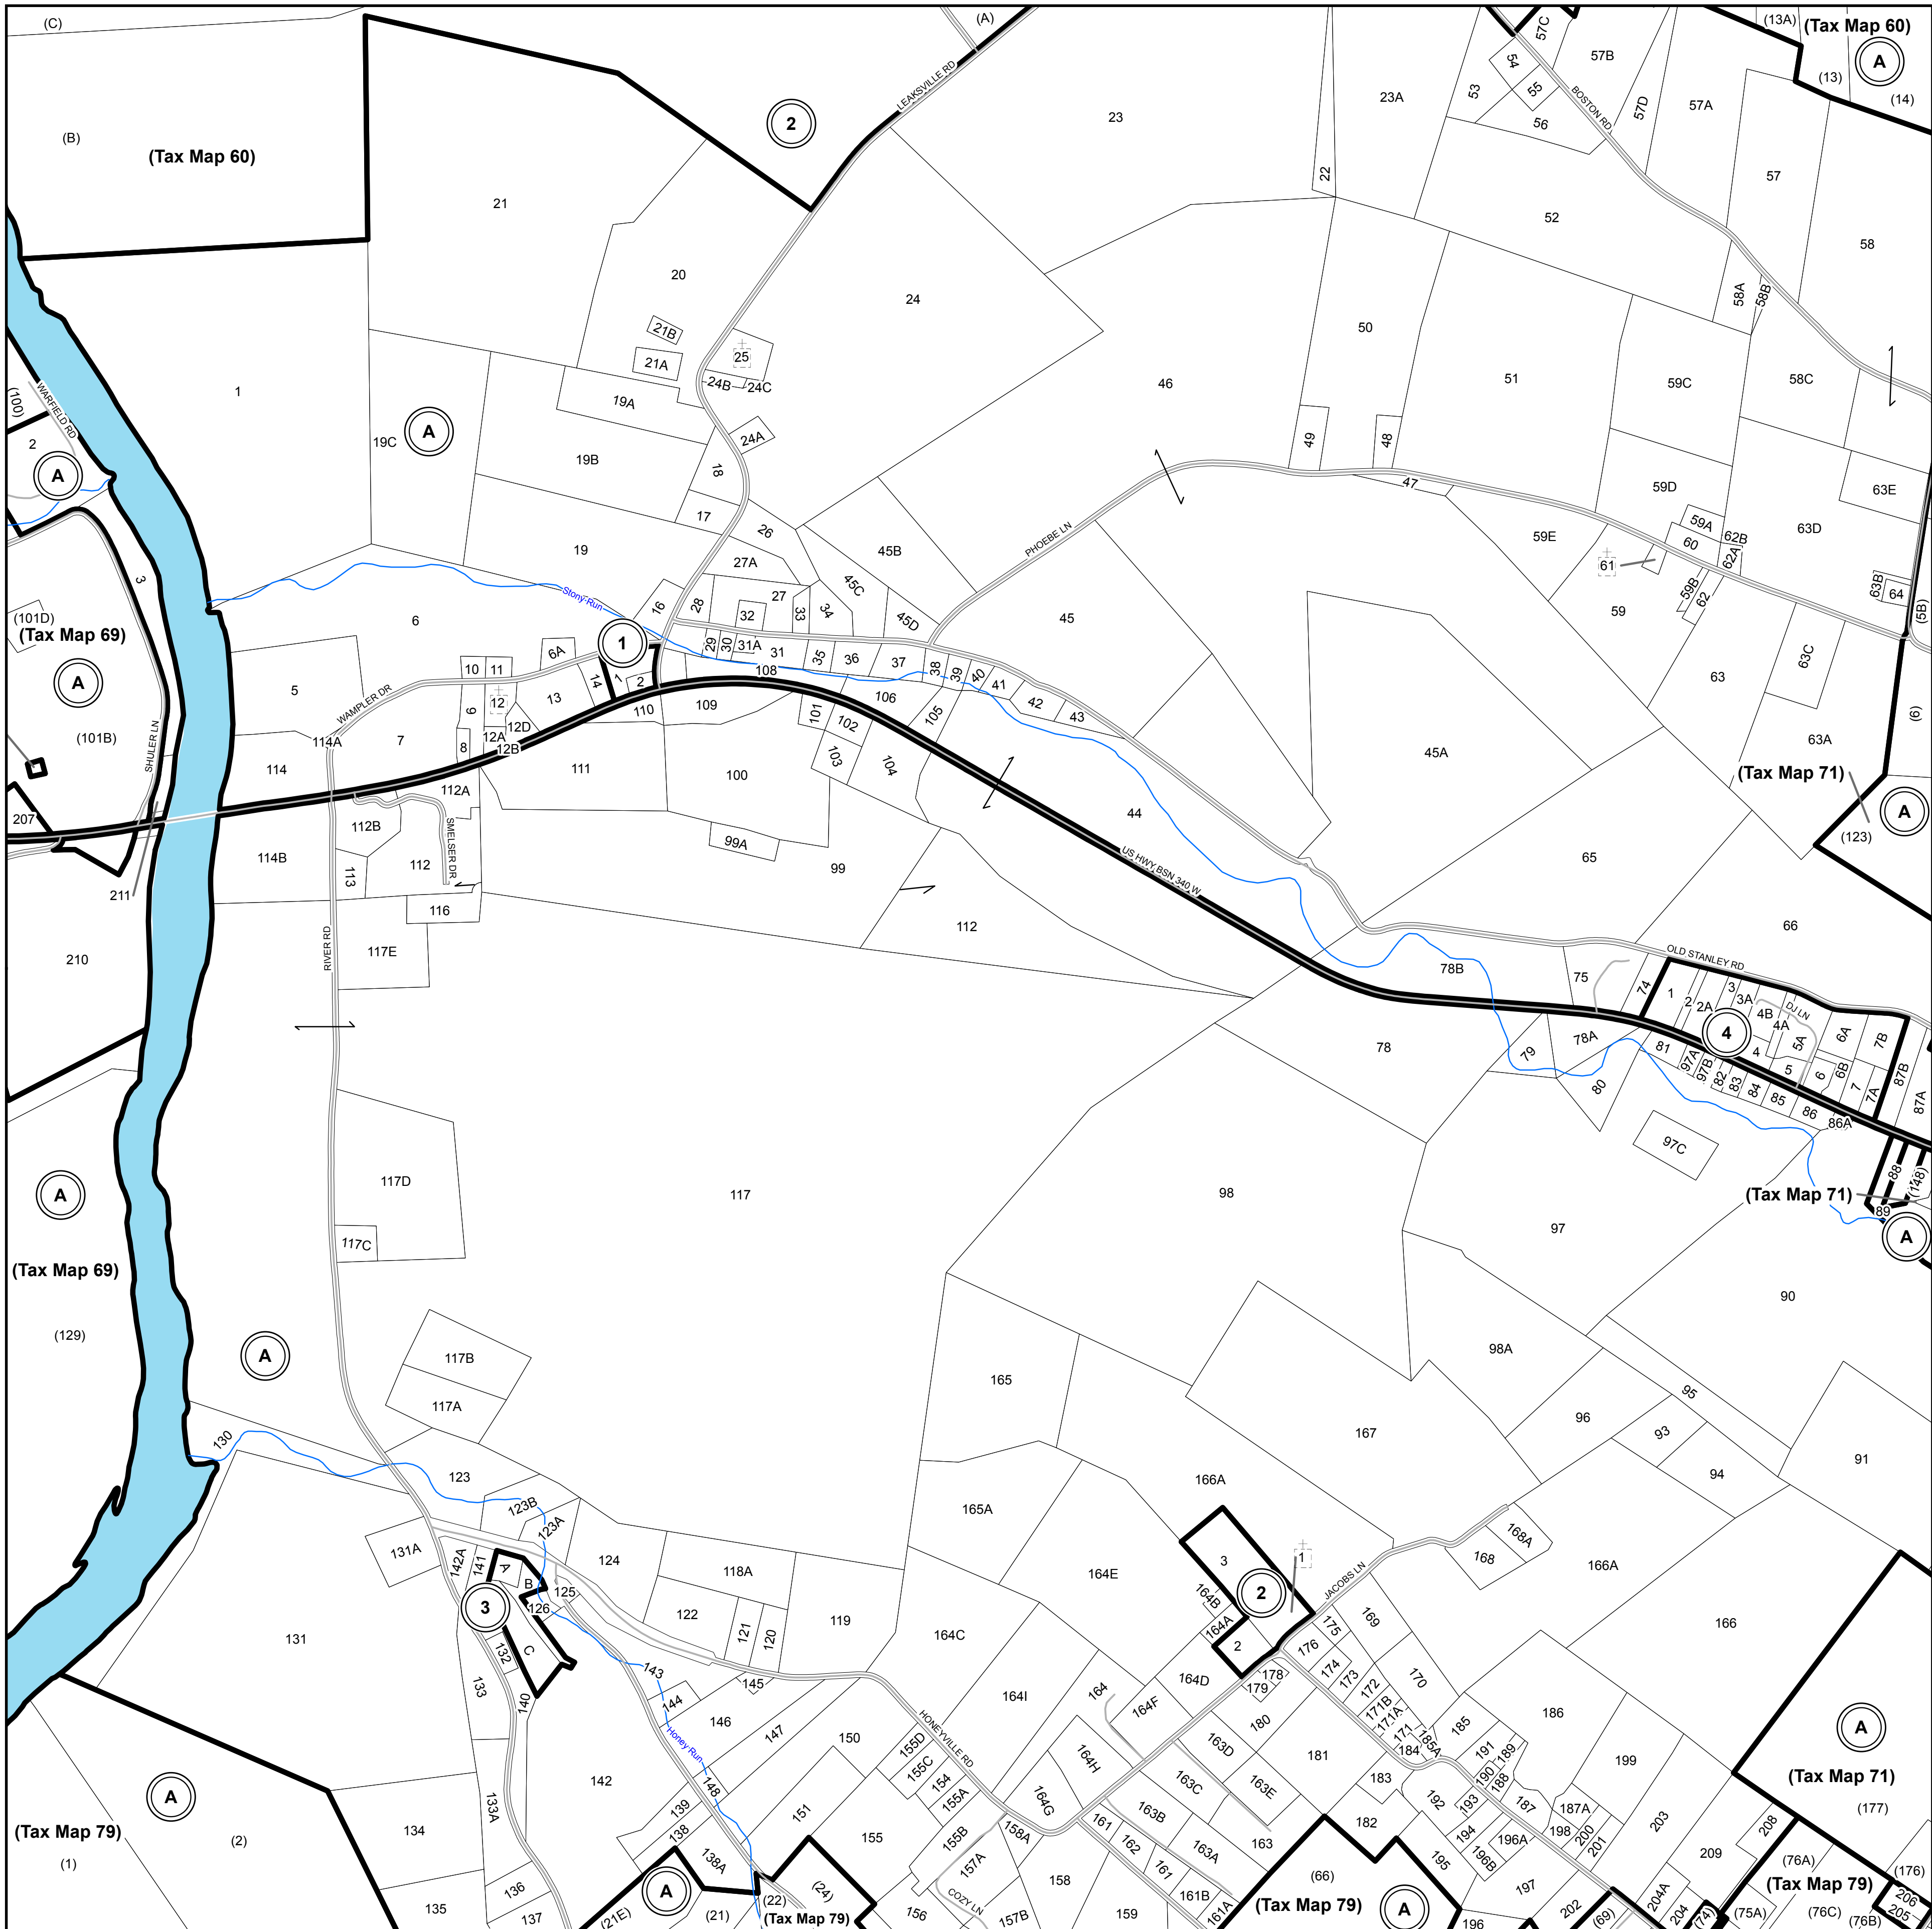 (C)
(A)
(13A)
(Tax Map 60)
A
(13)
(14)
(B)
(Tax Map 60)
2
LEAKSVILLE RD
23
23A
53
54
55
56
57C
57B
57D
57A
57
BOSTON RD
22
21
20
52
58
58A
58B
24
50
51
46
59C
58C
1
21B
21A
25
24B
24C
19A
24A
19C
A
19B
18
49
48
47
59D
63E
(100)
WARFIELD RD
2
A
17
26
19
27A
45B
PHOEBE LN
59E
59A
60
62B
62A
63D
61
59B
62
59
63B
64
(5B)
3
(101D)
(Tax Map 69)
A
(101B)
SHULER LN
6
Stony Run
16
28
27
32
33
34
45C
45D
45
1
29
30
31A
31
35
36
37
38
39
40
41
42
43
63
63C
(6)
63A
5
10
11
6A
13
14
1
2
108
106
105
WAMPLER DR
9
12
12D
12A
12B
8
7
114A
114
110
109
101
102
103
104
45A
(Tax Map 71)
A
(123)
207
211
111
100
112A
112B
SMELSER DR
112
113
114B
99A
99
44
US HWY BSN 340 W
65
116
112
66
210
RIVER RD
117E
78B
75
74
OLD STANLEY RD
1
2
2A
3
3A
4B
4A
DJ LN
4
4
5A
5
6A
6
6B
7B
7
7A
87B
87A
78
79
78A
80
81
97A
97B
82
83
84
85
86
86A
97C
88
(148)
89
(Tax Map 71)
A
A
(Tax Map 69)
(129)
117D
117C
117
98
97
90
A
117B
117A
165
98A
95
96
93
94
91
167
130
123
123B
123A
165A
166A
168A
168
166A
166
131A
142A
141
A
B
3
125
126
C
124
118A
122
121
120
119
164E
3
1
2
164B
164A
2
JACOBS LN
131
132
133
140
143
144
145
146
147
164C
164I
164
164F
164D
175
176
174
173
172
171B
171A
171
169
170
178
179
180
181
184
185A
185
186
HONEYVILLE RD
Honey Run
150
155D
155C
154
155A
164H
164G
163D
163C
163E
183
182
191
189
190
188
187
192
193
194
187A
198
200
201
199
203
A
(Tax Map 71)
(177)
A
(Tax Map 79)
(2)
(1)
133A
134
135
136
137
142
139
138
148
138A
151
155
155B
158A
157A
161
162
161
163B
163A
163
161B
161A
195
196A
196B
197
208
209
(76A)
(Tax Map 79)
(176)
A
(21E)
(21)
(22)
(24)
(Tax Map 79)
156
COZY LN
157B
158
159
(66)
(Tax Map 79)
A
196
202
(69)
204A
204
(74)
(75A)
(76C)
(76B)
206
205